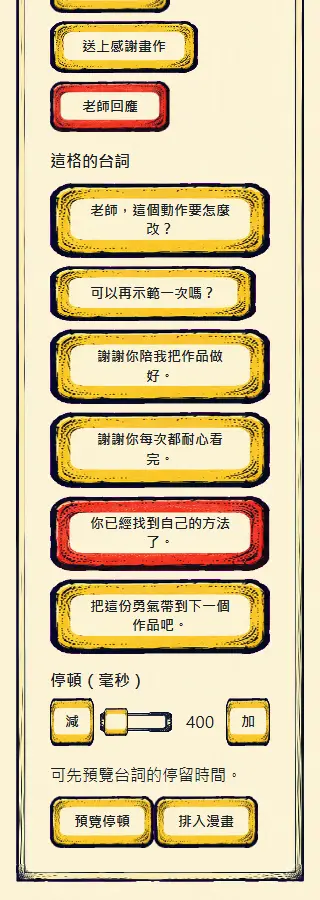 送上感謝畫作
老師回應
這格的台詞
老師，這個動作要怎麼
改？
可以再示範一次嗎？
謝謝你陪我把作品做
好。
謝謝你每次都耐心看
完。
你已經找到自己的方法
了。
把這份勇氣帶到下一個
作品吧。
停頓（毫秒）
減 400 加
可先預覽台詞的停留時間。
預覽停頓 排入漫畫